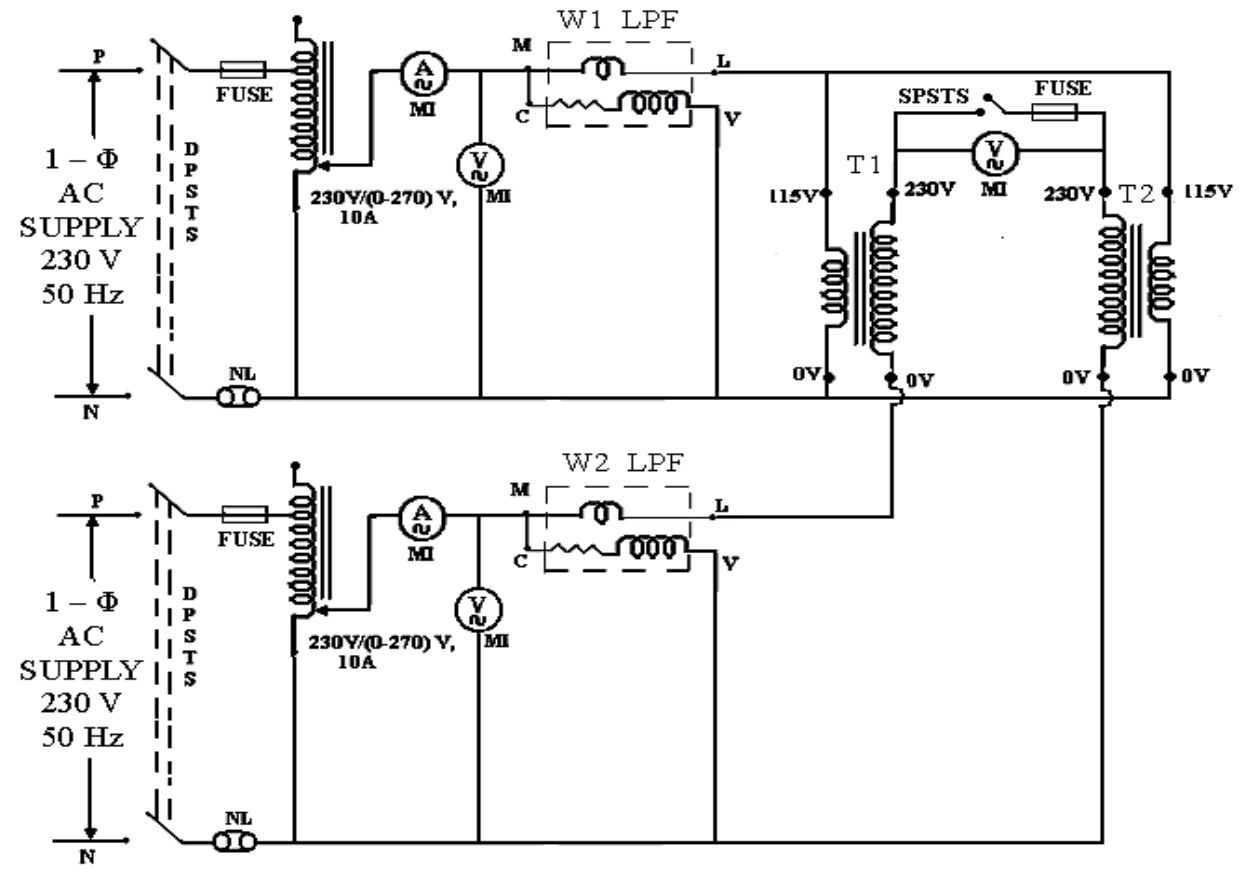 W1 LPF
P
M
L
A
MI
FUSE
C
V
SPSTS
FUSE
V
MI
V
MI
1 – Φ
AC
SUPPLY
230 V
50 Hz
DPSTS
230V/(0-270) V,
10A
T1
115V
230V
230V
T2
115V
NL
N
0V
0V
0V
0V
W2 LPF
P
M
L
A
MI
FUSE
C
V
V
MI
1 – Φ
AC
SUPPLY
230 V
50 Hz
DPSTS
230V/(0-270) V,
10A
NL
N